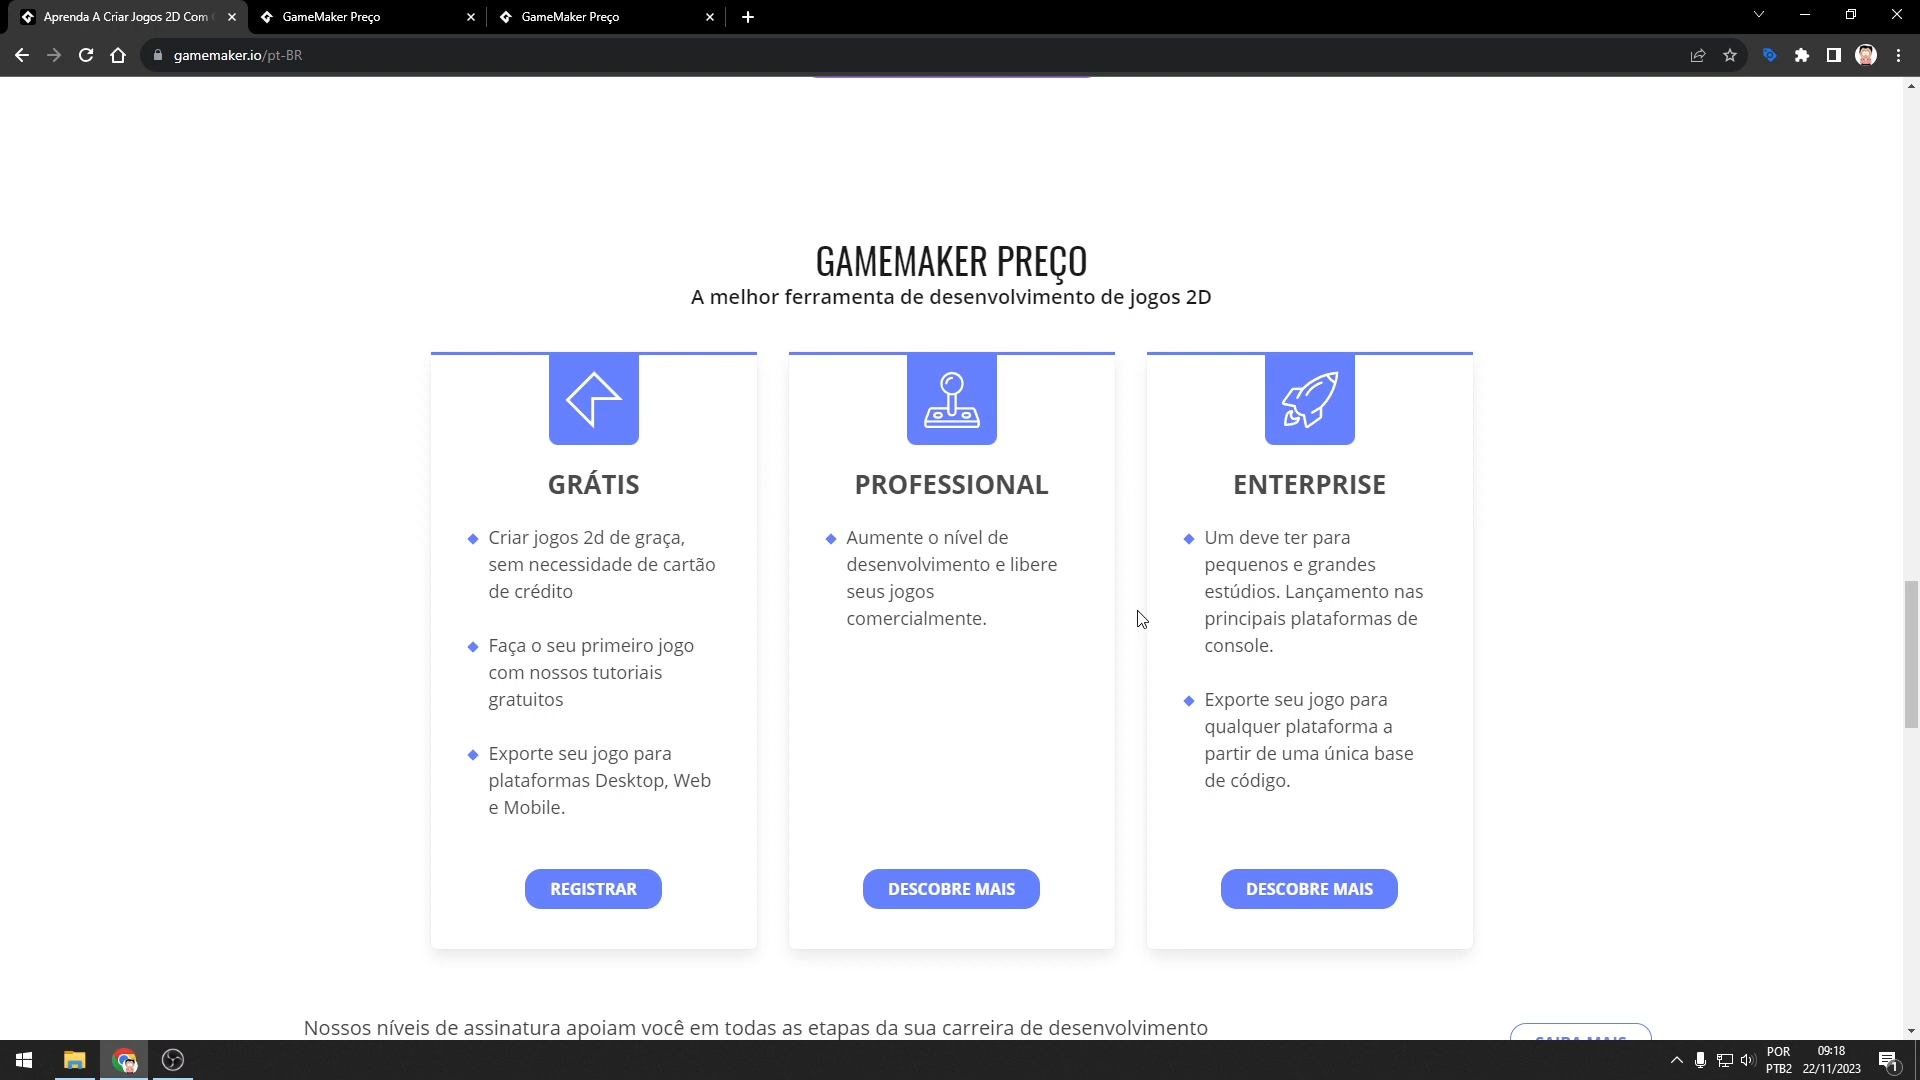 Aprenda A Criar Jogos 2D Com
GameMaker Preço
GameMaker Preço
gamemaker.io/pt-BR
GAMEMAKER PREÇO
A melhor ferramenta de desenvolvimento de jogos 2D
GRÁTIS
Criar jogos 2d de graça,
sem necessidade de cartão
de crédito
Faça o seu primeiro jogo
com nossos tutoriais
gratuitos
Exporte seu jogo para
plataformas Desktop, Web
e Mobile.
REGISTRAR
PROFESSIONAL
Aumente o nível de
desenvolvimento e libere
seus jogos
comercialmente.
DESCOBRE MAIS
ENTERPRISE
Um deve ter para
pequenos e grandes
estúdios. Lançamento nas
principais plataformas de
console.
Exporte seu jogo para
qualquer plataforma a
partir de uma única base
de código.
DESCOBRE MAIS
Nossos níveis de assinatura apoiam você em todas as etapas da sua carreira de desenvolvimento
SAIBA MAIS
POR
PTB2
09:18
22/11/2023
1